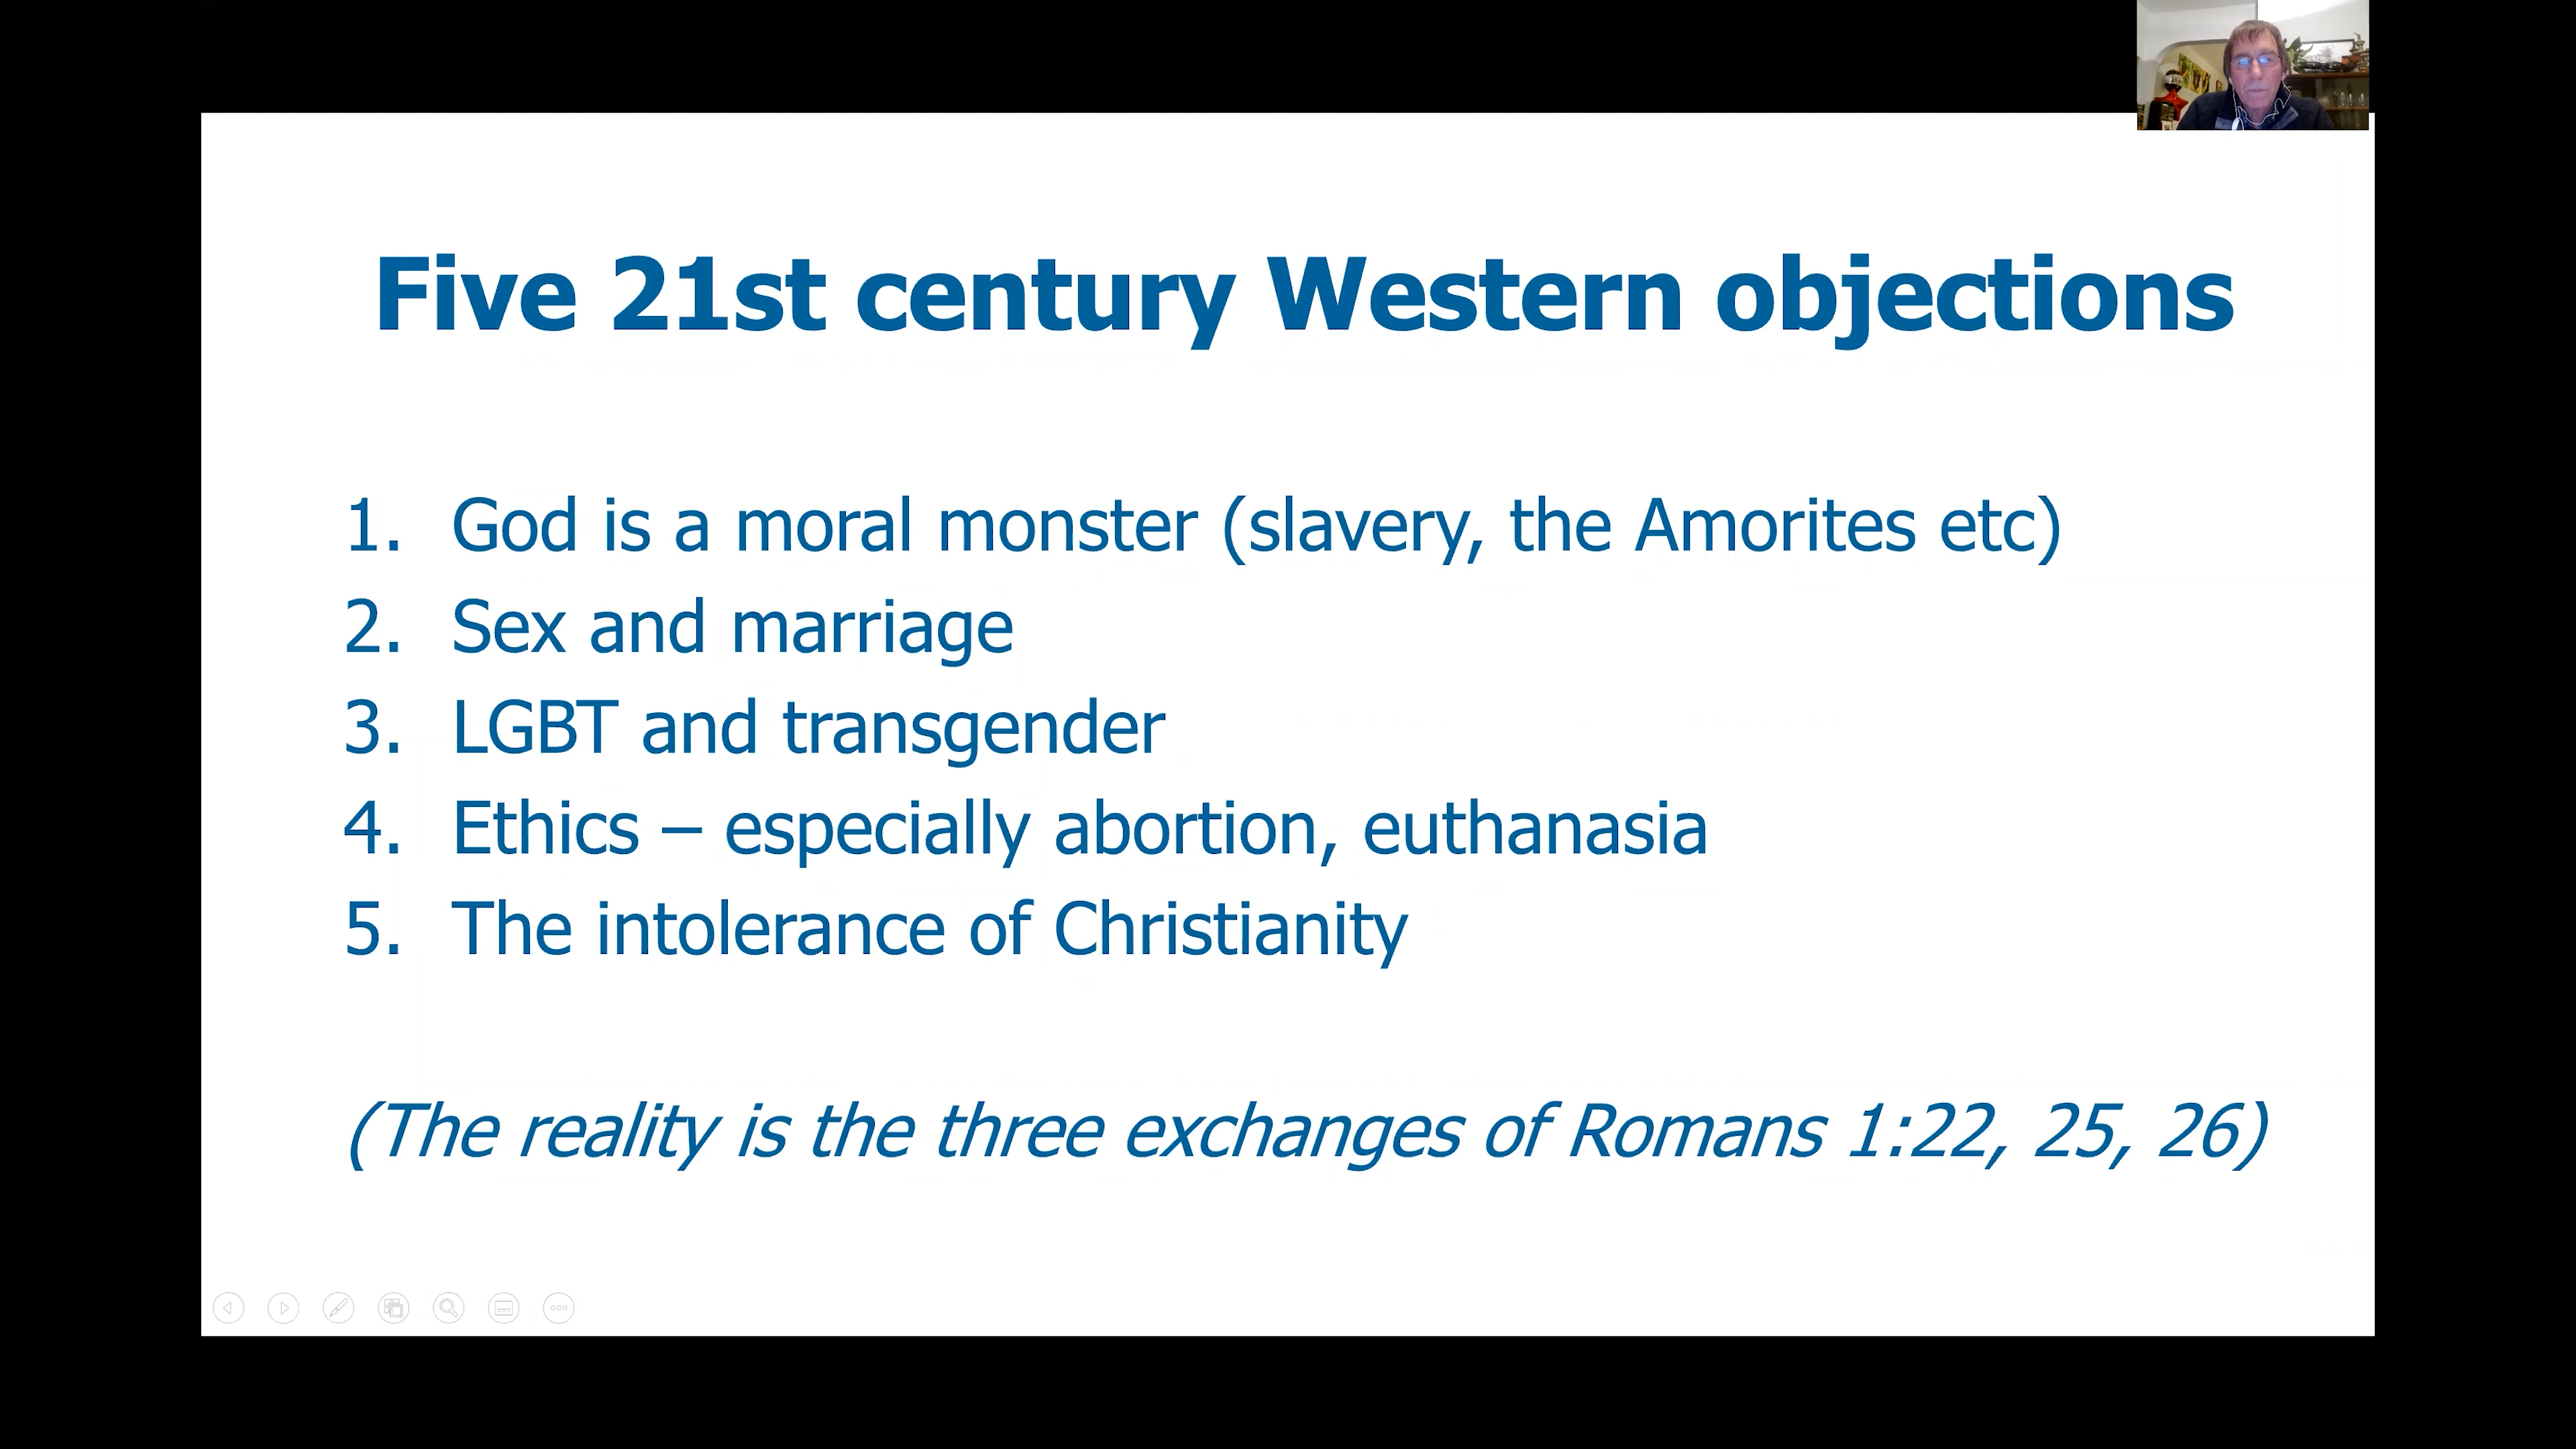 Five 21st century Western objections
1. God is a moral monster (slavery, the Amorites etc)
2. Sex and marriage
3. LGBT and transgender
4. Ethics – especially abortion, euthanasia
5. The intolerance of Christianity
(The reality is the three exchanges of Romans 1:22, 25, 26)